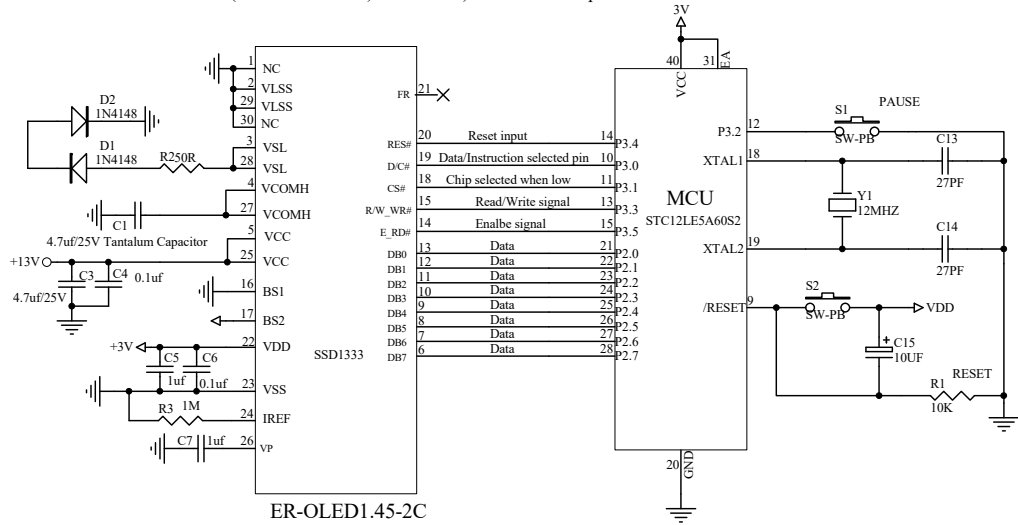 3V
1
NC
2
VLSS
29
VLSS
30
NC
3
VSL
28
VSL
4
VCOMH
27
VCOMH
5
VCC
25
VCC
16
BS1
17
BS2
22
VDD
23
VSS
24
IREF
26
VP
D2
1N4148
D1
1N4148
R250R
C1
4.7uf/25V Tantalum Capacitor
+13V
C3
C4
0.1uf
4.7uf/25V
+3V
C5
C6
1uf
0.1uf
R3 1M
C7 1uf
SSD1333
ER-OLED1.45-2C
FR 21
RES# 20 Reset input 14 P3.4
D/C# 19 Data/Instruction selected pin 10 P3.0
CS# 18 Chip selected when low 11 P3.1
R/W_WR# 15 Read/Write signal 13 P3.3
E_RD# 14 Enalbe signal 15 P3.5
DB0 13 Data 21 P2.0
DB1 12 Data 22 P2.1
DB2 11 Data 23 P2.2
DB3 10 Data 24 P2.3
DB4 9 Data 25 P2.4
DB5 8 Data 26 P2.5
DB6 7 Data 27 P2.6
DB7 6 Data 28 P2.7
40
VCC
31
EA
MCU
STC12LE5A60S2
P3.2 12
XTAL1 18
XTAL2 19
/RESET 9
20
GND
S1
PAUSE
SW-PB
C13
27PF
Y1
12MHZ
C14
27PF
S2
SW-PB
VDD
+
C15
10UF
RESET
R1
10K